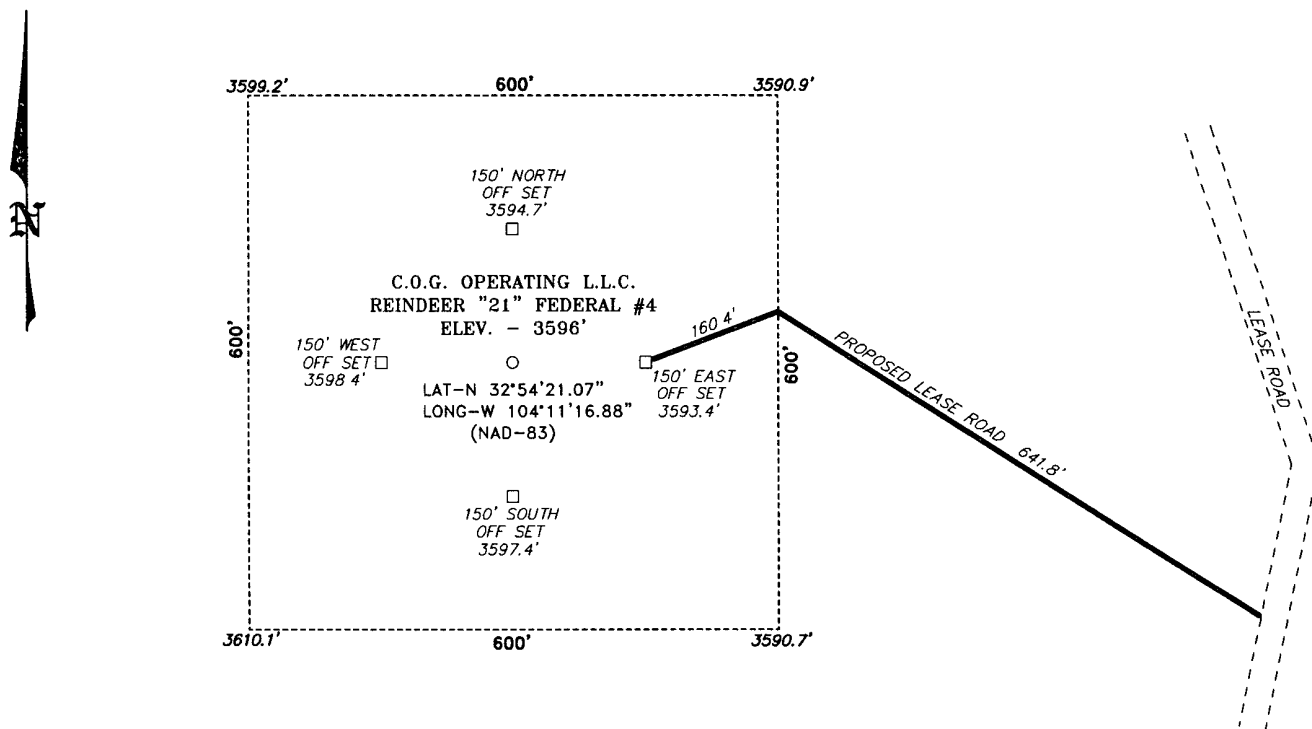 3599.2'
600'
3590.9'
150' NORTH
OFF SET
3594.7'
N
C.O.G. OPERATING L.L.C.
REINDEER "21" FEDERAL #4
ELEV. - 3596'
600'
150' WEST
OFF SET
3598 4'
160 4'
150' EAST
OFF SET
3593.4'
600'
LAT-N 32°54'21.07"
LONG-W 104°11'16.88"
(NAD-83)
PROPOSED LEASE ROAD 641.8'
LEASE ROAD
150' SOUTH
OFF SET
3597.4'
3610.1'
600'
3590.7'